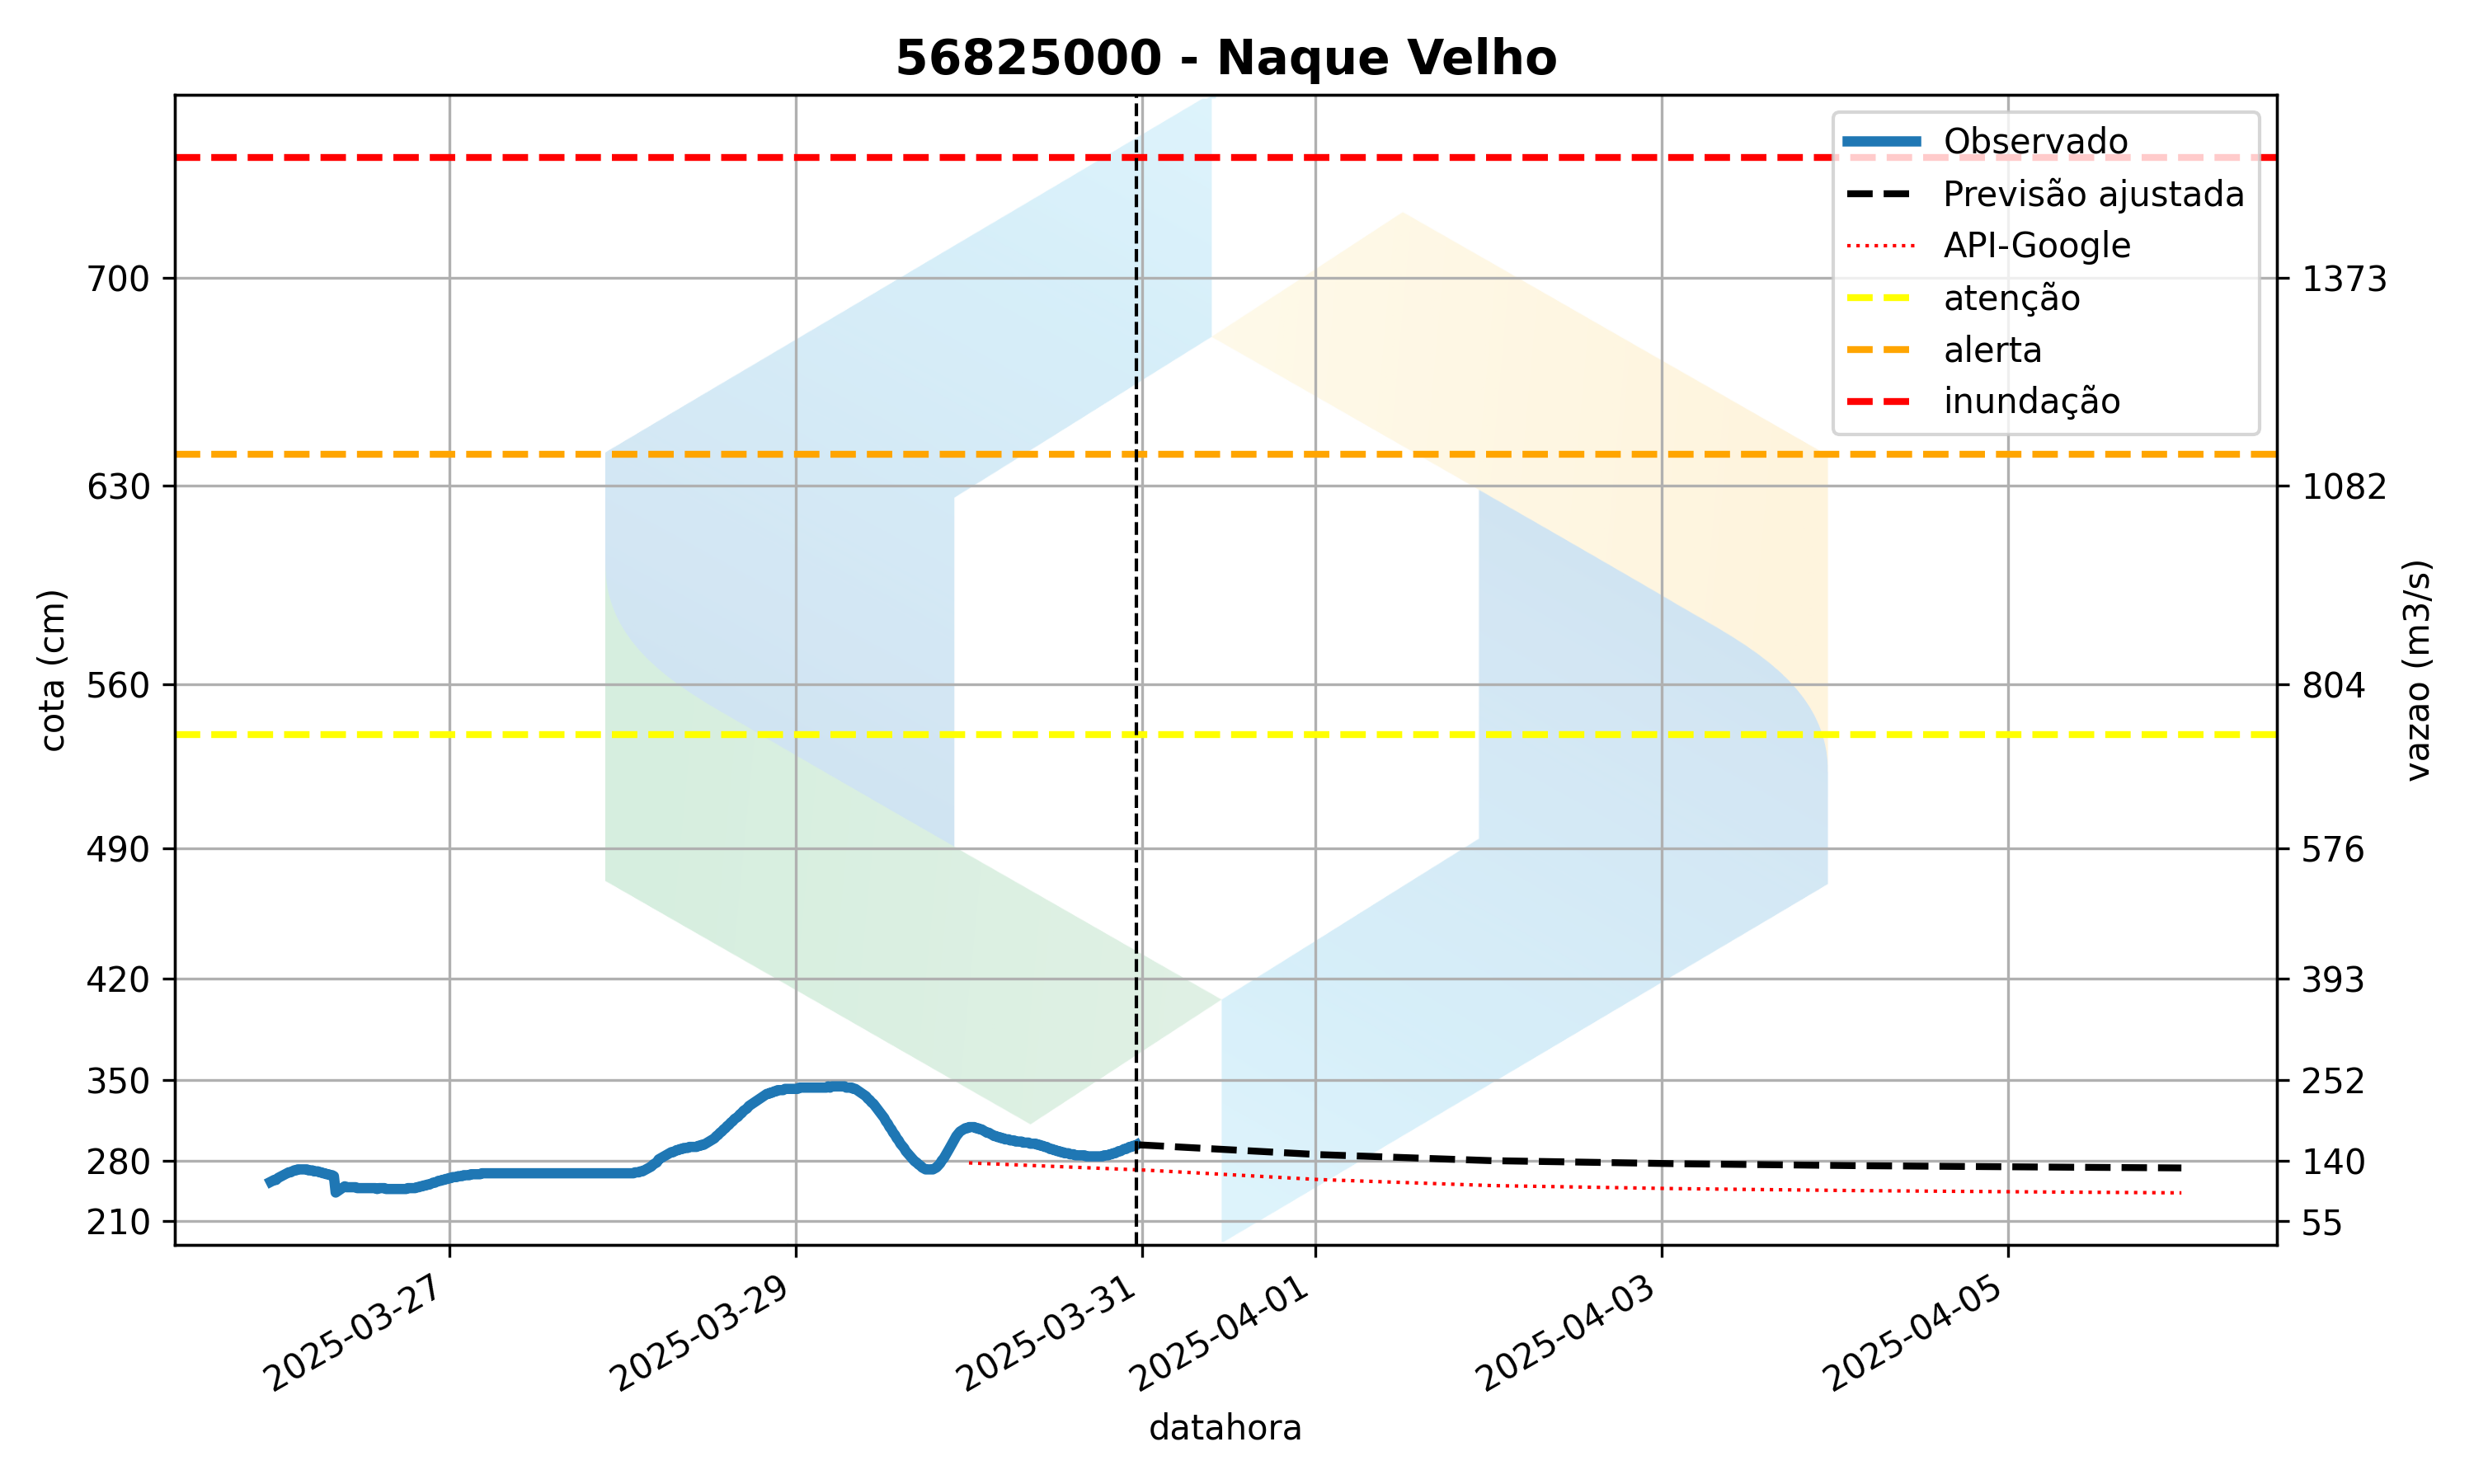 56825000 - Naque Velho
Observado
Previsão ajustada
API-Google
atenção
alerta
inundação
700
630
560
490
420
350
280
210
cota (cm)
1373
1082
804
576
393
252
140
55
vazao (m3/s)
2025-03-27
2025-03-29
2025-03-31
2025-04-01
2025-04-03
2025-04-05
datahora